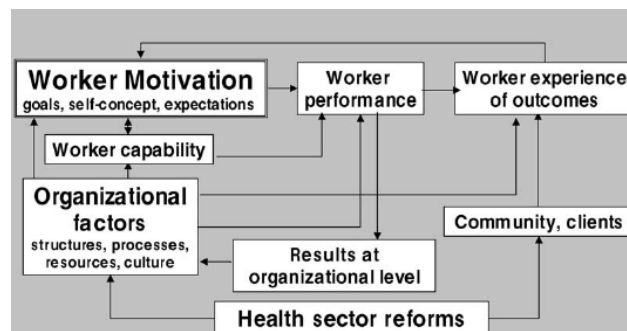 Worker Motivation
goals, self-concept, expectations
Worker
performance
Worker experience
of outcomes
Worker capability
Organizational
factors
structures, processes,
resources, culture
Community, clients
Results at
organizational level
Health sector reforms